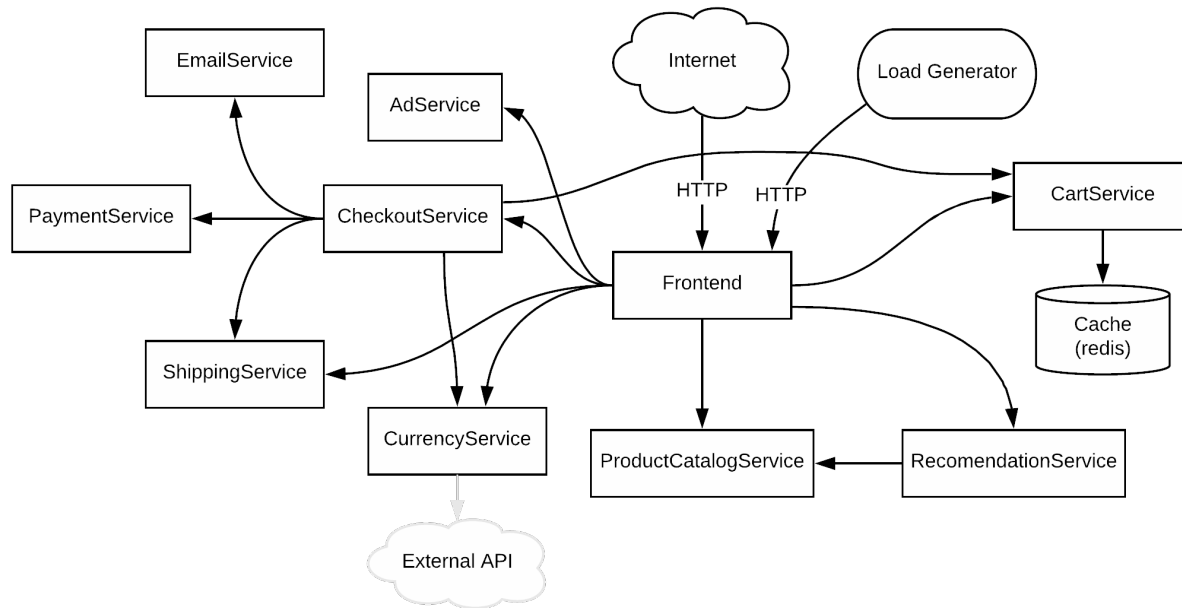 EmailService
Internet
Load Generator
AdService
HTTP
HTTP
PaymentService
CheckoutService
CartService
Frontend
Cache
(redis)
ShippingService
CurrencyService
ProductCatalogService
RecomendationService
External API